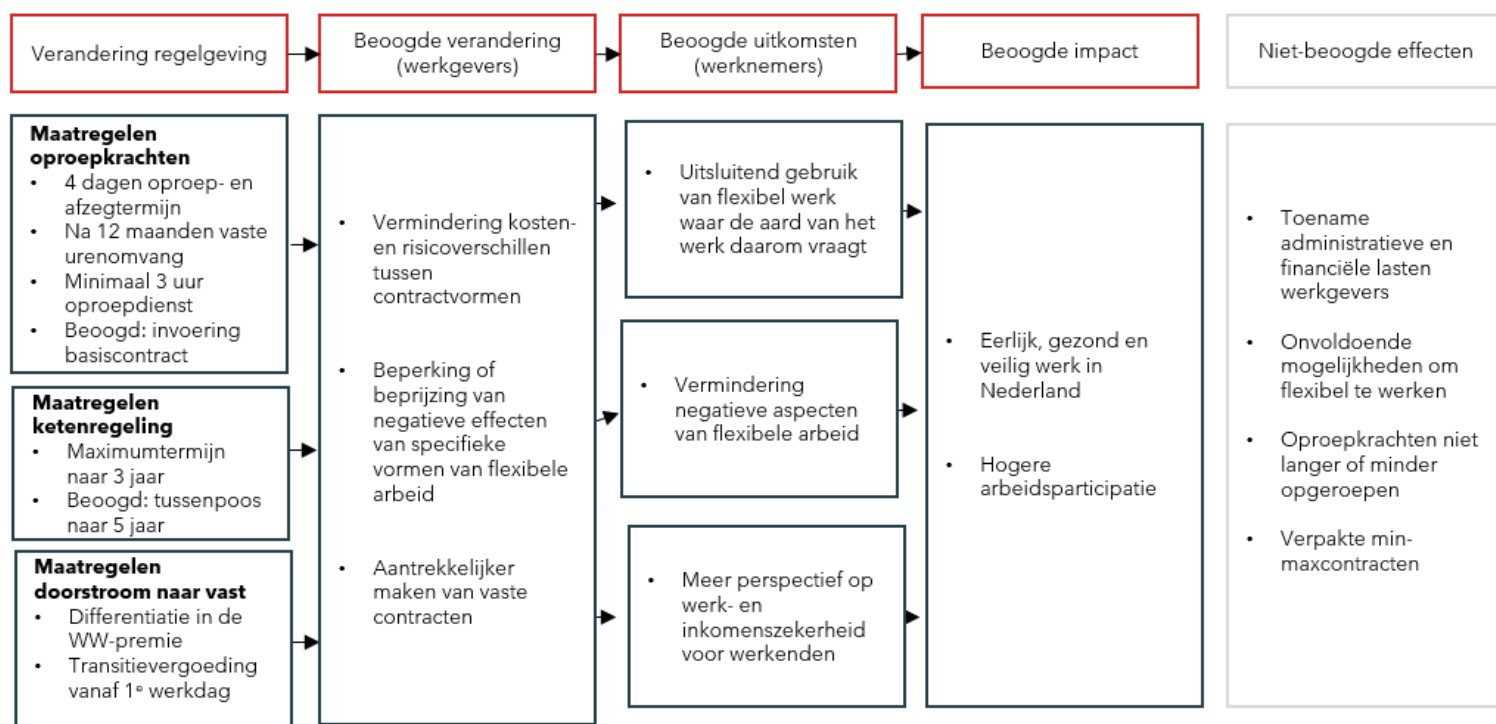 Verandering regelgeving
Beoogde verandering
(werkgevers)
Beoogde uitkomsten
(werknemers)
Beoogde impact
Niet-beoogde effecten
Maatregelen
oproepkrachten
• 4 dagen oproep- en
afzegtermijn
• Na 12 maanden vaste
urenomvang
• Minimaal 3 uur
oproepdienst
• Beoogd: invoering
basiscontract
Maatregelen
ketenregeling
• Maximumtermijn
naar 3 jaar
• Beoogd: tussenpoos
naar 5 jaar
Maatregelen
doorstroom naar vast
• Differentiatie in de
WW-premie
• Transitievergoeding
vanaf 1ᵉ werkdag
• Vermindering kosten-
en risicoverschillen
tussen
contractvormen
• Beperking of
beprijzing van
negatieve effecten
van specifieke
vormen van flexibele
arbeid
• Aantrekkelijker
maken van vaste
contracten
• Uitsluitend gebruik
van flexibel werk
waar de aard van het
werk daarom vraagt
• Vermindering
negatieve aspecten
van flexibele arbeid
• Meer perspectief op
werk- en
inkomenszekerheid
voor werkenden
• Eerlijk, gezond en
veilig werk in
Nederland
• Hogere
arbeidsparticipatie
• Toename
administratieve en
financiële lasten
werkgevers
• Onvoldoende
mogelijkheden om
flexibel te werken
• Oproepkrachten niet
langer of minder
opgeroepen
• Verpakte min-
maxcontracten